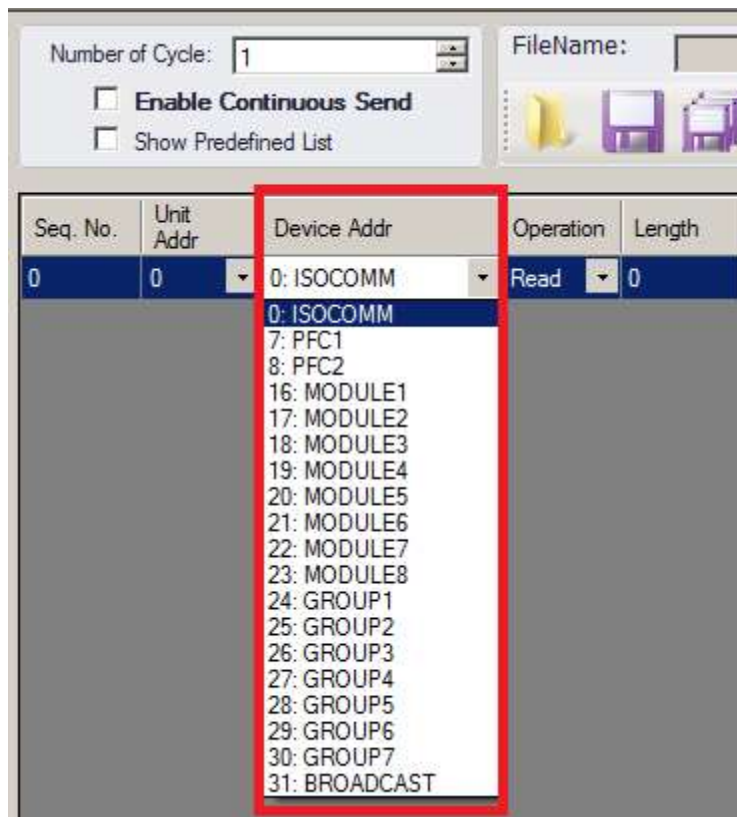 Number of Cycle: 1
FileName:
Enable Continuous Send
Show Predefined List
Seq. No. Unit Addr Device Addr Operation Length
0 0 0: ISOCOMM Read 0
0: ISOCOMM
7: PFC1
8: PFC2
16: MODULE1
17: MODULE2
18: MODULE3
19: MODULE4
20: MODULE5
21: MODULE6
22: MODULE7
23: MODULE8
24: GROUP1
25: GROUP2
26: GROUP3
27: GROUP4
28: GROUP5
29: GROUP6
30: GROUP7
31: BROADCAST